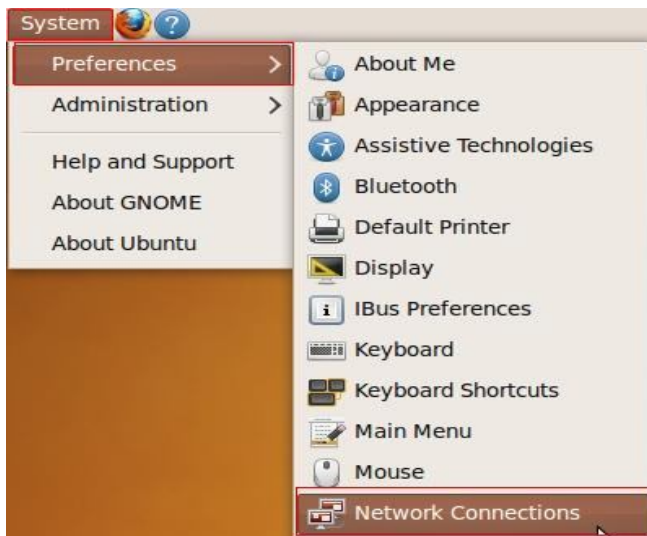 System
Preferences
Administration
Help and Support
About GNOME
About Ubuntu
About Me
Appearance
Assistive Technologies
Bluetooth
Default Printer
Display
IBus Preferences
Keyboard
Keyboard Shortcuts
Main Menu
Mouse
Network Connections